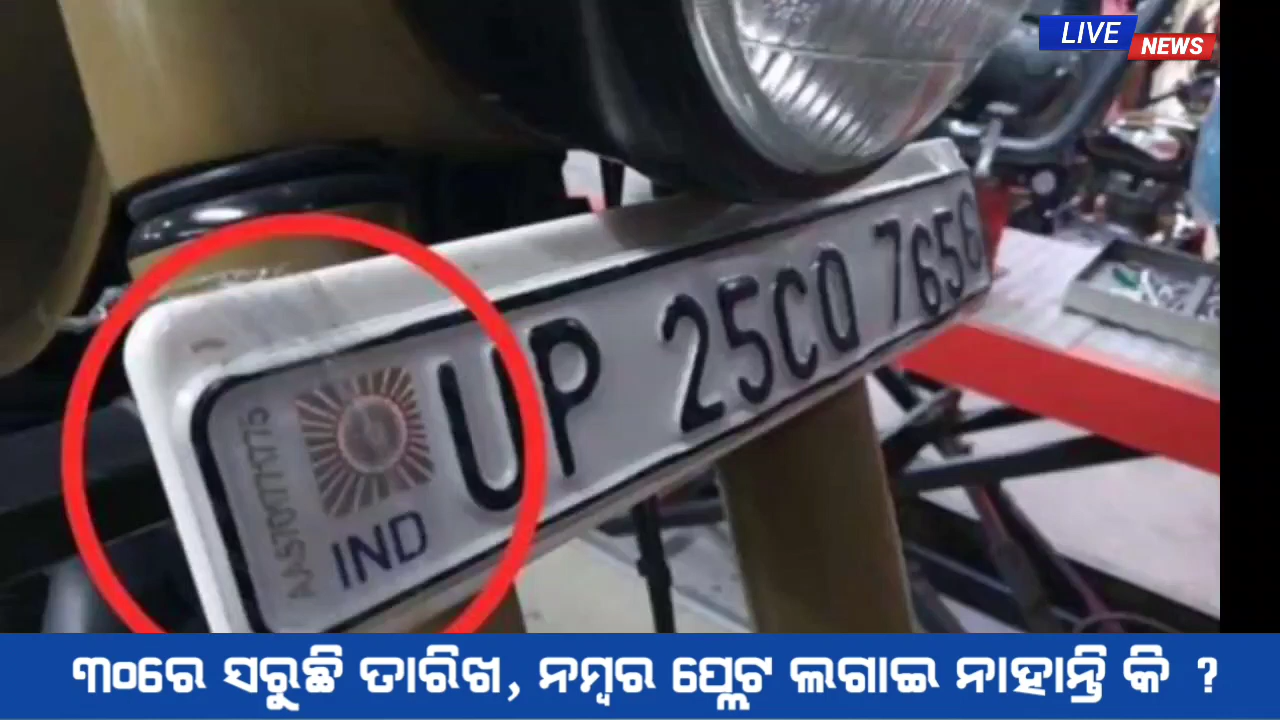 LIVE
NEWS
UP 25CQ 7656
IND
୩୦ରେ ସରୁଛି ତାରିଖ, ନମ୍ବର ପ୍ଲେଟ ଲଗାଇ ନାହାନ୍ତି କି ?